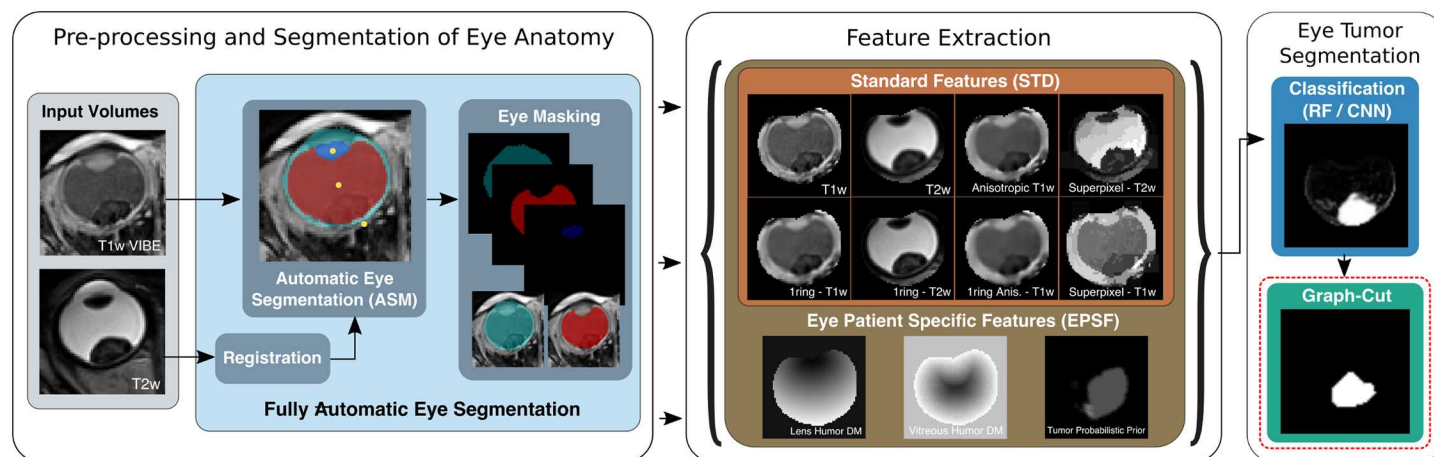 Pre-processing and Segmentation of Eye Anatomy
Input Volumes
T1w VIBE
T2w
Automatic Eye
Segmentation (ASM)
Registration
Eye Masking
Fully Automatic Eye Segmentation
Feature Extraction
Standard Features (STD)
T1w
T2w
Anisotropic T1w
Superpixel - T2w
1ring - T1w
1ring - T2w
1ring Anis. - T1w
Superpixel - T1w
Eye Patient Specific Features (EPSF)
Lens Humor DM
Vitreous Humor DM
Tumor Probabilistic Prior
Eye Tumor
Segmentation
Classification
(RF / CNN)
Graph-Cut